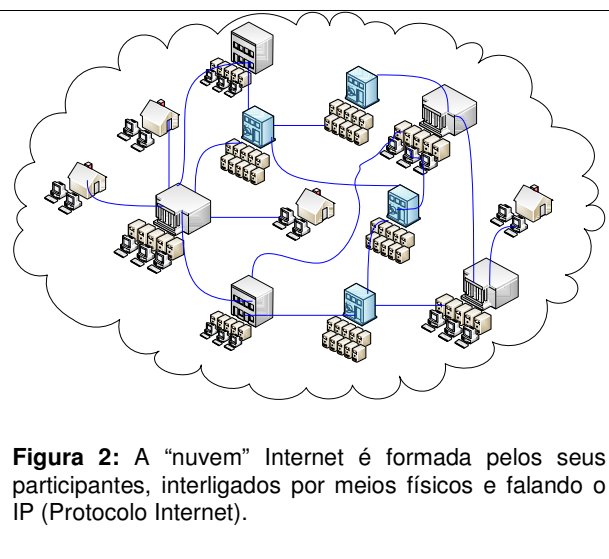 Figura 2: A “nuvem” Internet é formada pelos seus
participantes, interligados por meios físicos e falando o
IP (Protocolo Internet).